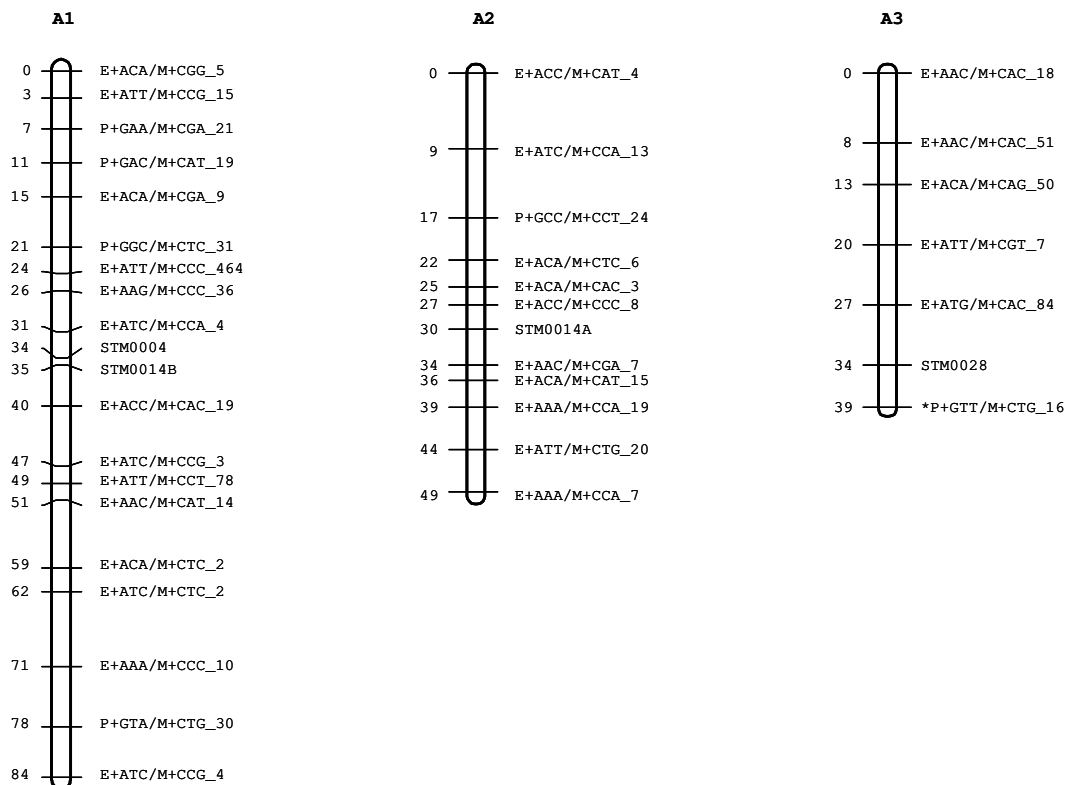 A1
0 E+ACA/M+CGG_5
3 E+ATT/M+CCG_15
7 P+GAA/M+CGA_21
11 P+GAC/M+CAT_19
15 E+ACA/M+CGA_9
21 P+GGC/M+CTC_31
24 E+ATT/M+CCC_464
26 E+AAG/M+CCC_36
31 E+ATC/M+CCA_4
34 STM0004
35 STM0014B
40 E+ACC/M+CAC_19
47 E+ATC/M+CCG_3
49 E+ATT/M+CCT_78
51 E+AAC/M+CAT_14
59 E+ACA/M+CTC_2
62 E+ATC/M+CTC_2
71 E+AAA/M+CCC_10
78 P+GTA/M+CTG_30
84 E+ATC/M+CCG_4
A2
0 E+ACC/M+CAT_4
9 E+ATC/M+CCA_13
17 P+GCC/M+CCT_24
22 E+ACA/M+CTC_6
25 E+ACA/M+CAC_3
27 E+ACC/M+CCC_8
30 STM0014A
34 E+AAC/M+CGA_7
36 E+ACA/M+CAT_15
39 E+AAA/M+CCA_19
44 E+ATT/M+CTG_20
49 E+AAA/M+CCA_7
A3
0 E+AAC/M+CAC_18
8 E+AAC/M+CAC_51
13 E+ACA/M+CAG_50
20 E+ATT/M+CGT_7
27 E+ATG/M+CAC_84
34 STM0028
39 *P+GTT/M+CTG_16